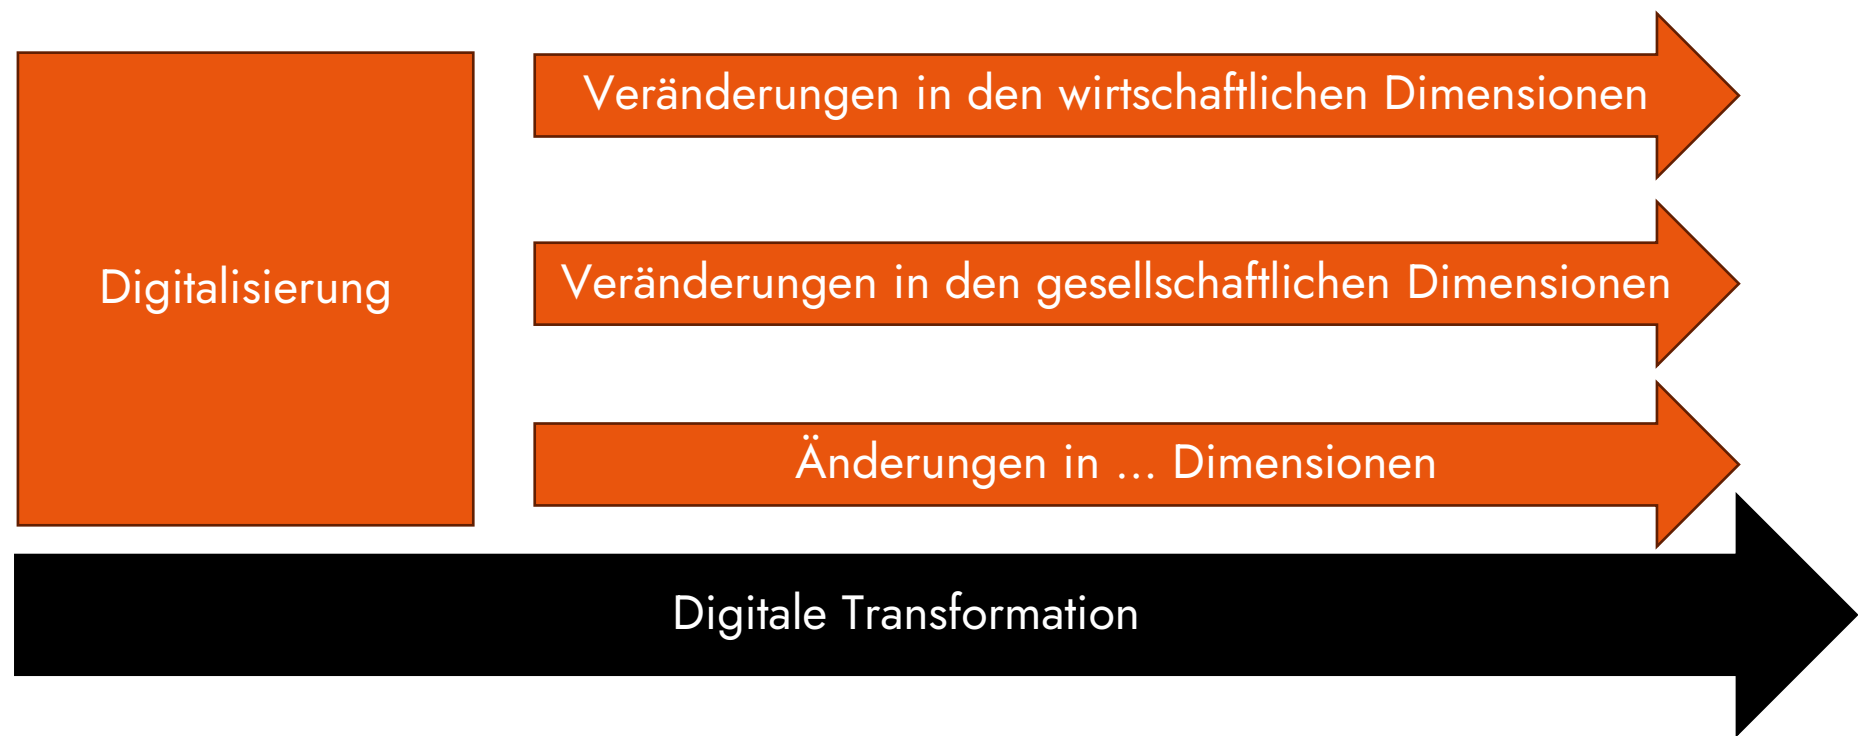 Digitalisierung
Veränderungen in den wirtschaftlichen Dimensionen
Veränderungen in den gesellschaftlichen Dimensionen
Änderungen in ... Dimensionen
Digitale Transformation